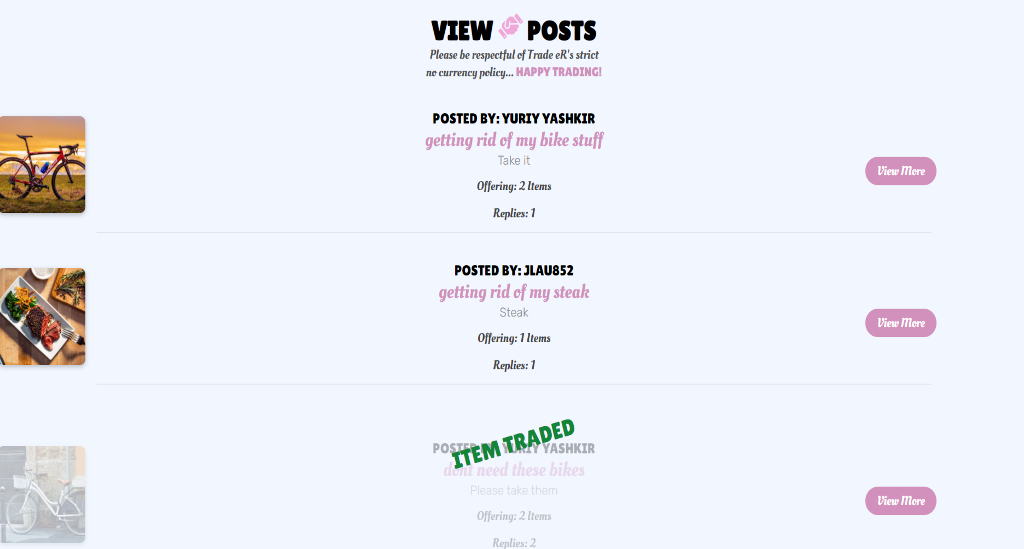 VIEW POSTS
Please be respectful of Trade eR's strict
no currency policy... HAPPY TRADING!
POSTED BY: YURIY YASHKIR
getting rid of my bike stuff
Take it
Offering: 2 Items
Replies: 1
View More
POSTED BY: JLAU852
getting rid of my steak
Steak
Offering: 1 Items
Replies: 1
View More
ITEM TRADED
POSTED BY: YURIY YASHKIR
dont need these bikes
Please take them
Offering: 2 Items
Replies: 2
View More